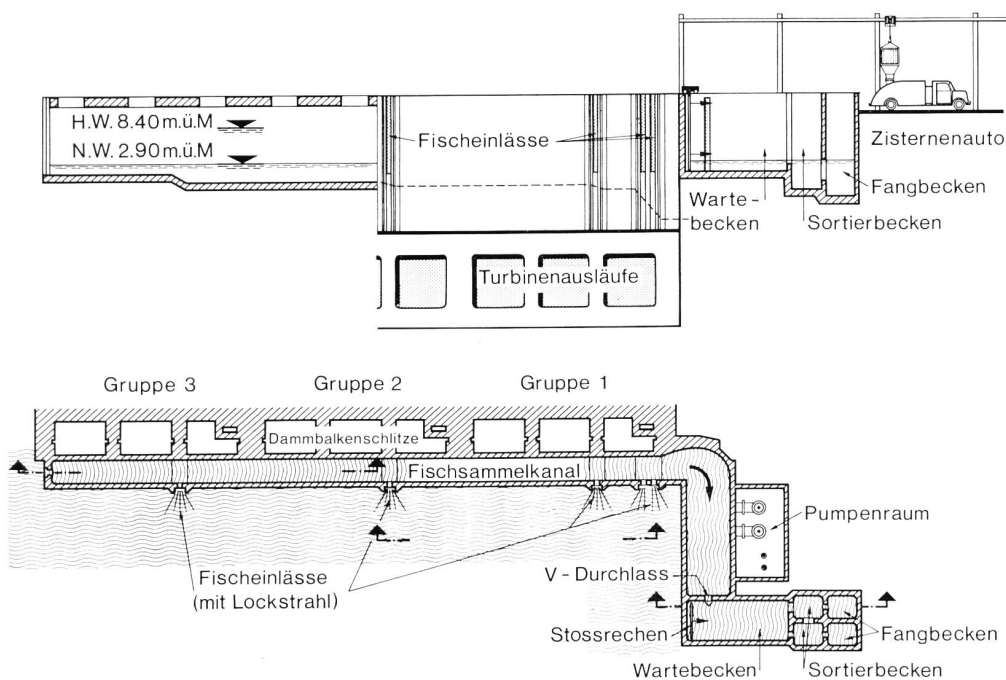 H.W. 8.40 m.ü.M
N.W. 2.90 m.ü.M
Fischeinlässe
Zisternenauto
Fangbecken
Warte-
becken
Sortierbecken
Turbinenausläufe
Gruppe 3
Gruppe 2
Gruppe 1
Dammbalkenschlitze
Fischsammelkanal
Pumpenraum
Fischeinlässe
(mit Lockstrahl)
V-Durchlass
Stossrechen
Fangbecken
Wartebecken
Sortierbecken